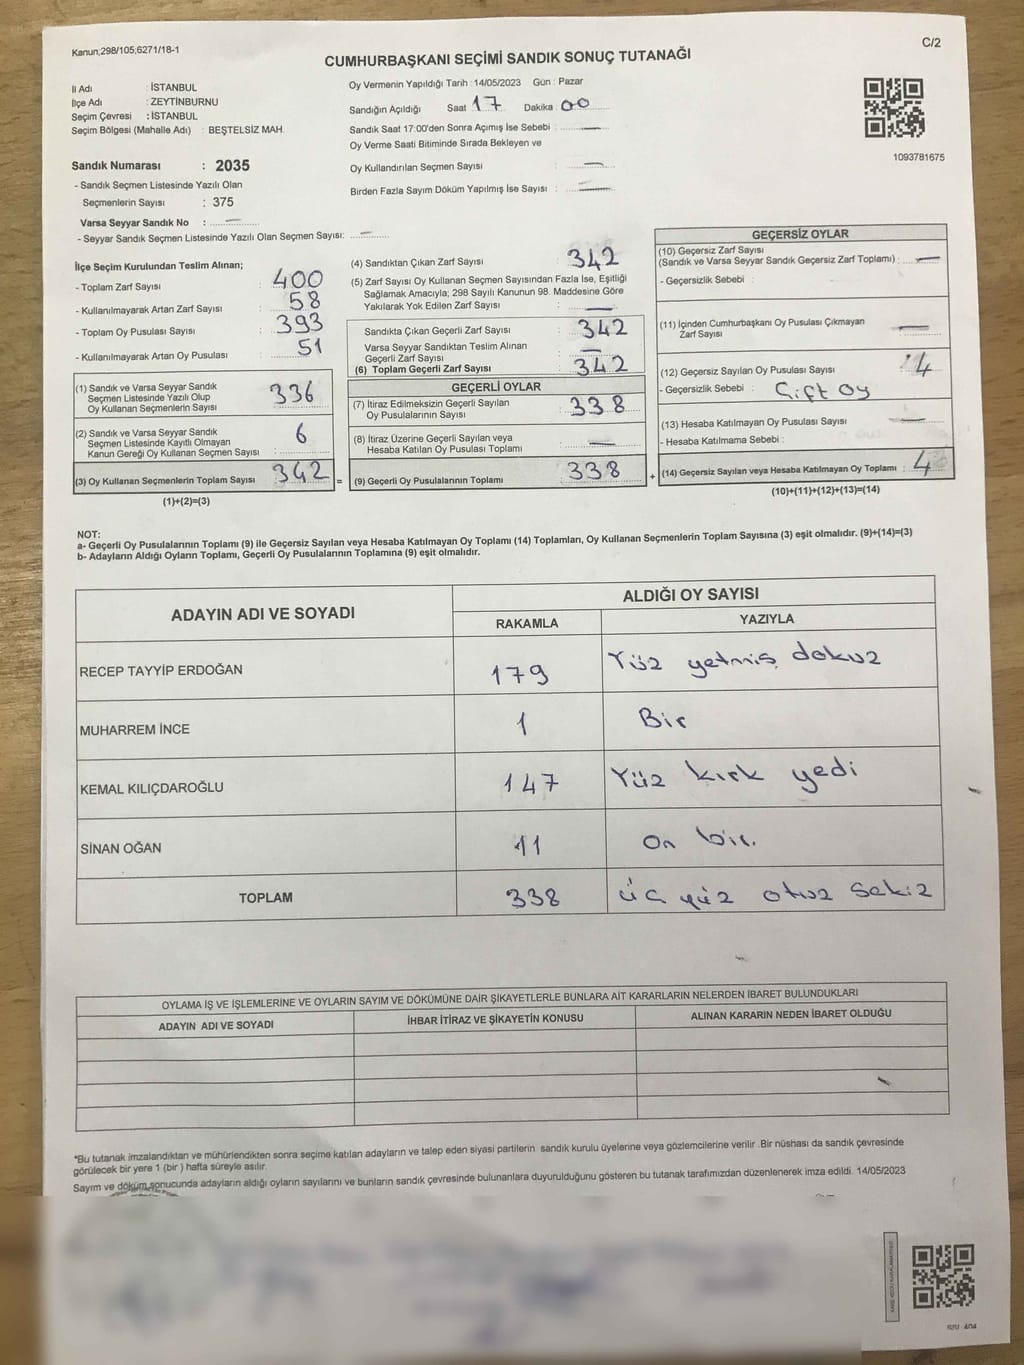 Kanun;298/105;6271/18-1
C/2
CUMHURBAŞKANI SEÇİMİ SANDIK SONUÇ TUTANAĞI
İl Adı : İSTANBUL
İlçe Adı : ZEYTİNBURNU
Seçim Çevresi : İSTANBUL
Seçim Bölgesi (Mahalle Adı) : BEŞTELSİZ MAH.
Sandık Numarası : 2035
- Sandık Seçmen Listesinde Yazılı Olan
Seçmenlerin Sayısı : 375
Varsa Seyyar Sandık No : —
- Seyyar Sandık Seçmen Listesinde Yazılı Olan Seçmen Sayısı: —
Oy Vermenin Yapıldığı Tarih : 14/05/2023 Gün : Pazar
Sandığın Açıldığı Saat 17 Dakika : 00
Sandık Saat 17:00'den Sonra Açımış İse Sebebi : —
Oy Verme Saati Bitiminde Sırada Bekleyen ve
Oy Kullandırılan Seçmen Sayısı : —
Birden Fazla Sayım Döküm Yapılmış İse Sayısı : —
1093781675
İlçe Seçim Kurulundan Teslim Alınan;
- Toplam Zarf Sayısı : 400
- Kullanılmayarak Artan Zarf Sayısı : 58
- Toplam Oy Pusulası Sayısı : 393
- Kullanılmayarak Artan Oy Pusulası : 51
(1) Sandık ve Varsa Seyyar Sandık
Seçmen Listesinde Yazılı Olup
Oy Kullanan Seçmenlerin Sayısı : 336
(2) Sandık ve Varsa Seyyar Sandık
Seçmen Listesinde Kayıtlı Olmayan
Kanun Gereği Oy Kullanan Seçmen Sayısı : 6
(3) Oy Kullanan Seçmenlerin Toplam Sayısı : 342 =
(1)+(2)=(3)
(4) Sandıktan Çıkan Zarf Sayısı : 342
(5) Zarf Sayısı Oy Kullanan Seçmen Sayısından Fazla İse, Eşitliği
Sağlamak Amacıyla; 298 Sayılı Kanunun 98. Maddesine Göre
Yakılarak Yok Edilen Zarf Sayısı : —
Sandıkta Çıkan Geçerli Zarf Sayısı : 342
Varsa Seyyar Sandıktan Teslim Alınan
Geçerli Zarf Sayısı : —
(6) Toplam Geçerli Zarf Sayısı : 342
GEÇERLİ OYLAR
(7) İtiraz Edilmeksizin Geçerli Sayılan
Oy Pusulalarının Sayısı : 338
(8) İtiraz Üzerine Geçerli Sayılan veya
Hesaba Katılan Oy Pusulası Toplamı : —
(9) Geçerli Oy Pusulalarının Toplamı : 338 +
GEÇERSİZ OYLAR
(10) Geçersiz Zarf Sayısı
(Sandık ve Varsa Seyyar Sandık Geçersiz Zarf Toplamı) : —
- Geçersizlik Sebebi :
(11) İçinden Cumhurbaşkanı Oy Pusulası Çıkmayan
Zarf Sayısı : —
(12) Geçersiz Sayılan Oy Pusulası Sayısı : 4
- Geçersizlik Sebebi : Çift Oy
(13) Hesaba Katılmayan Oy Pusulası Sayısı : —
- Hesaba Katılmama Sebebi :
(14) Geçersiz Sayılan veya Hesaba Katılmayan Oy Toplamı : 4
(10)+(11)+(12)+(13)=(14)
NOT:
a- Geçerli Oy Pusulalarının Toplamı (9) ile Geçersiz Sayılan veya Hesaba Katılmayan Oy Toplamı (14) Toplamları, Oy Kullanan Seçmenlerin Toplam Sayısına (3) eşit olmalıdır. (9)+(14)=(3)
b- Adayların Aldığı Oyların Toplamı, Geçerli Oy Pusulalarının Toplamına (9) eşit olmalıdır.
ADAYIN ADI VE SOYADI
ALDIĞI OY SAYISI
RAKAMLA YAZIYLA
RECEP TAYYİP ERDOĞAN 179 Yüz yetmiş dokuz
MUHARREM İNCE 1 Bir
KEMAL KILIÇDAROĞLU 147 Yüz kırk yedi
SİNAN OĞAN 11 On bir.
TOPLAM 338 üç yüz otuz sekiz
OYLAMA İŞ VE İŞLEMLERİNE VE OYLARIN SAYIM VE DÖKÜMÜNE DAİR ŞİKAYETLERLE BUNLARA AİT KARARLARIN NELERDEN İBARET BULUNDUKLARI
ADAYIN ADI VE SOYADI İHBAR İTİRAZ VE ŞİKAYETİN KONUSU ALINAN KARARIN NEDEN İBARET OLDUĞU
*Bu tutanak imzalandıktan ve mühürlendikten sonra seçime katılan adayların ve talep eden siyasi partilerin sandık kurulu üyelerine veya gözlemcilerine verilir .Bir nüshası da sandık çevresinde
görülecek bir yere 1 (bir ) hafta süreyle asılır.
Sayım ve döküm sonucunda adayların aldığı oyların sayılarını ve bunların sandık çevresinde bulunanlara duyurulduğunu gösteren bu tutanak tarafımızdan düzenlenerek imza edildi. 14/05/2023